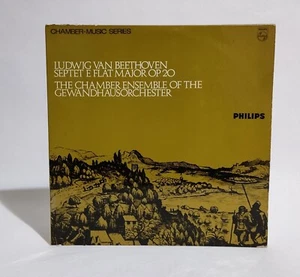 CHAMBER-MUSIC SERIES
LUDWIG VAN BEETHOVEN
SEPTET E FLAT MAJOR OP 20
THE CHAMBER ENSEMBLE OF THE
GEWANDHAUSORCHESTER
PHILIPS